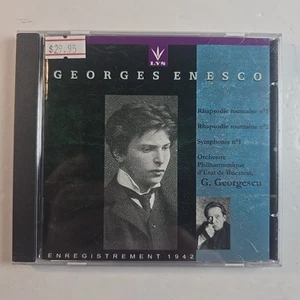 $29.95
LYS
GEORGES ENESCO
Rhapsodie roumaine n°1
Rhapsodie roumaine n°2
Symphonie n°1
Orchestre
Philharmonique
d'Etat de Bucarest,
G. Georgescu
ENREGISTREMENT 1942